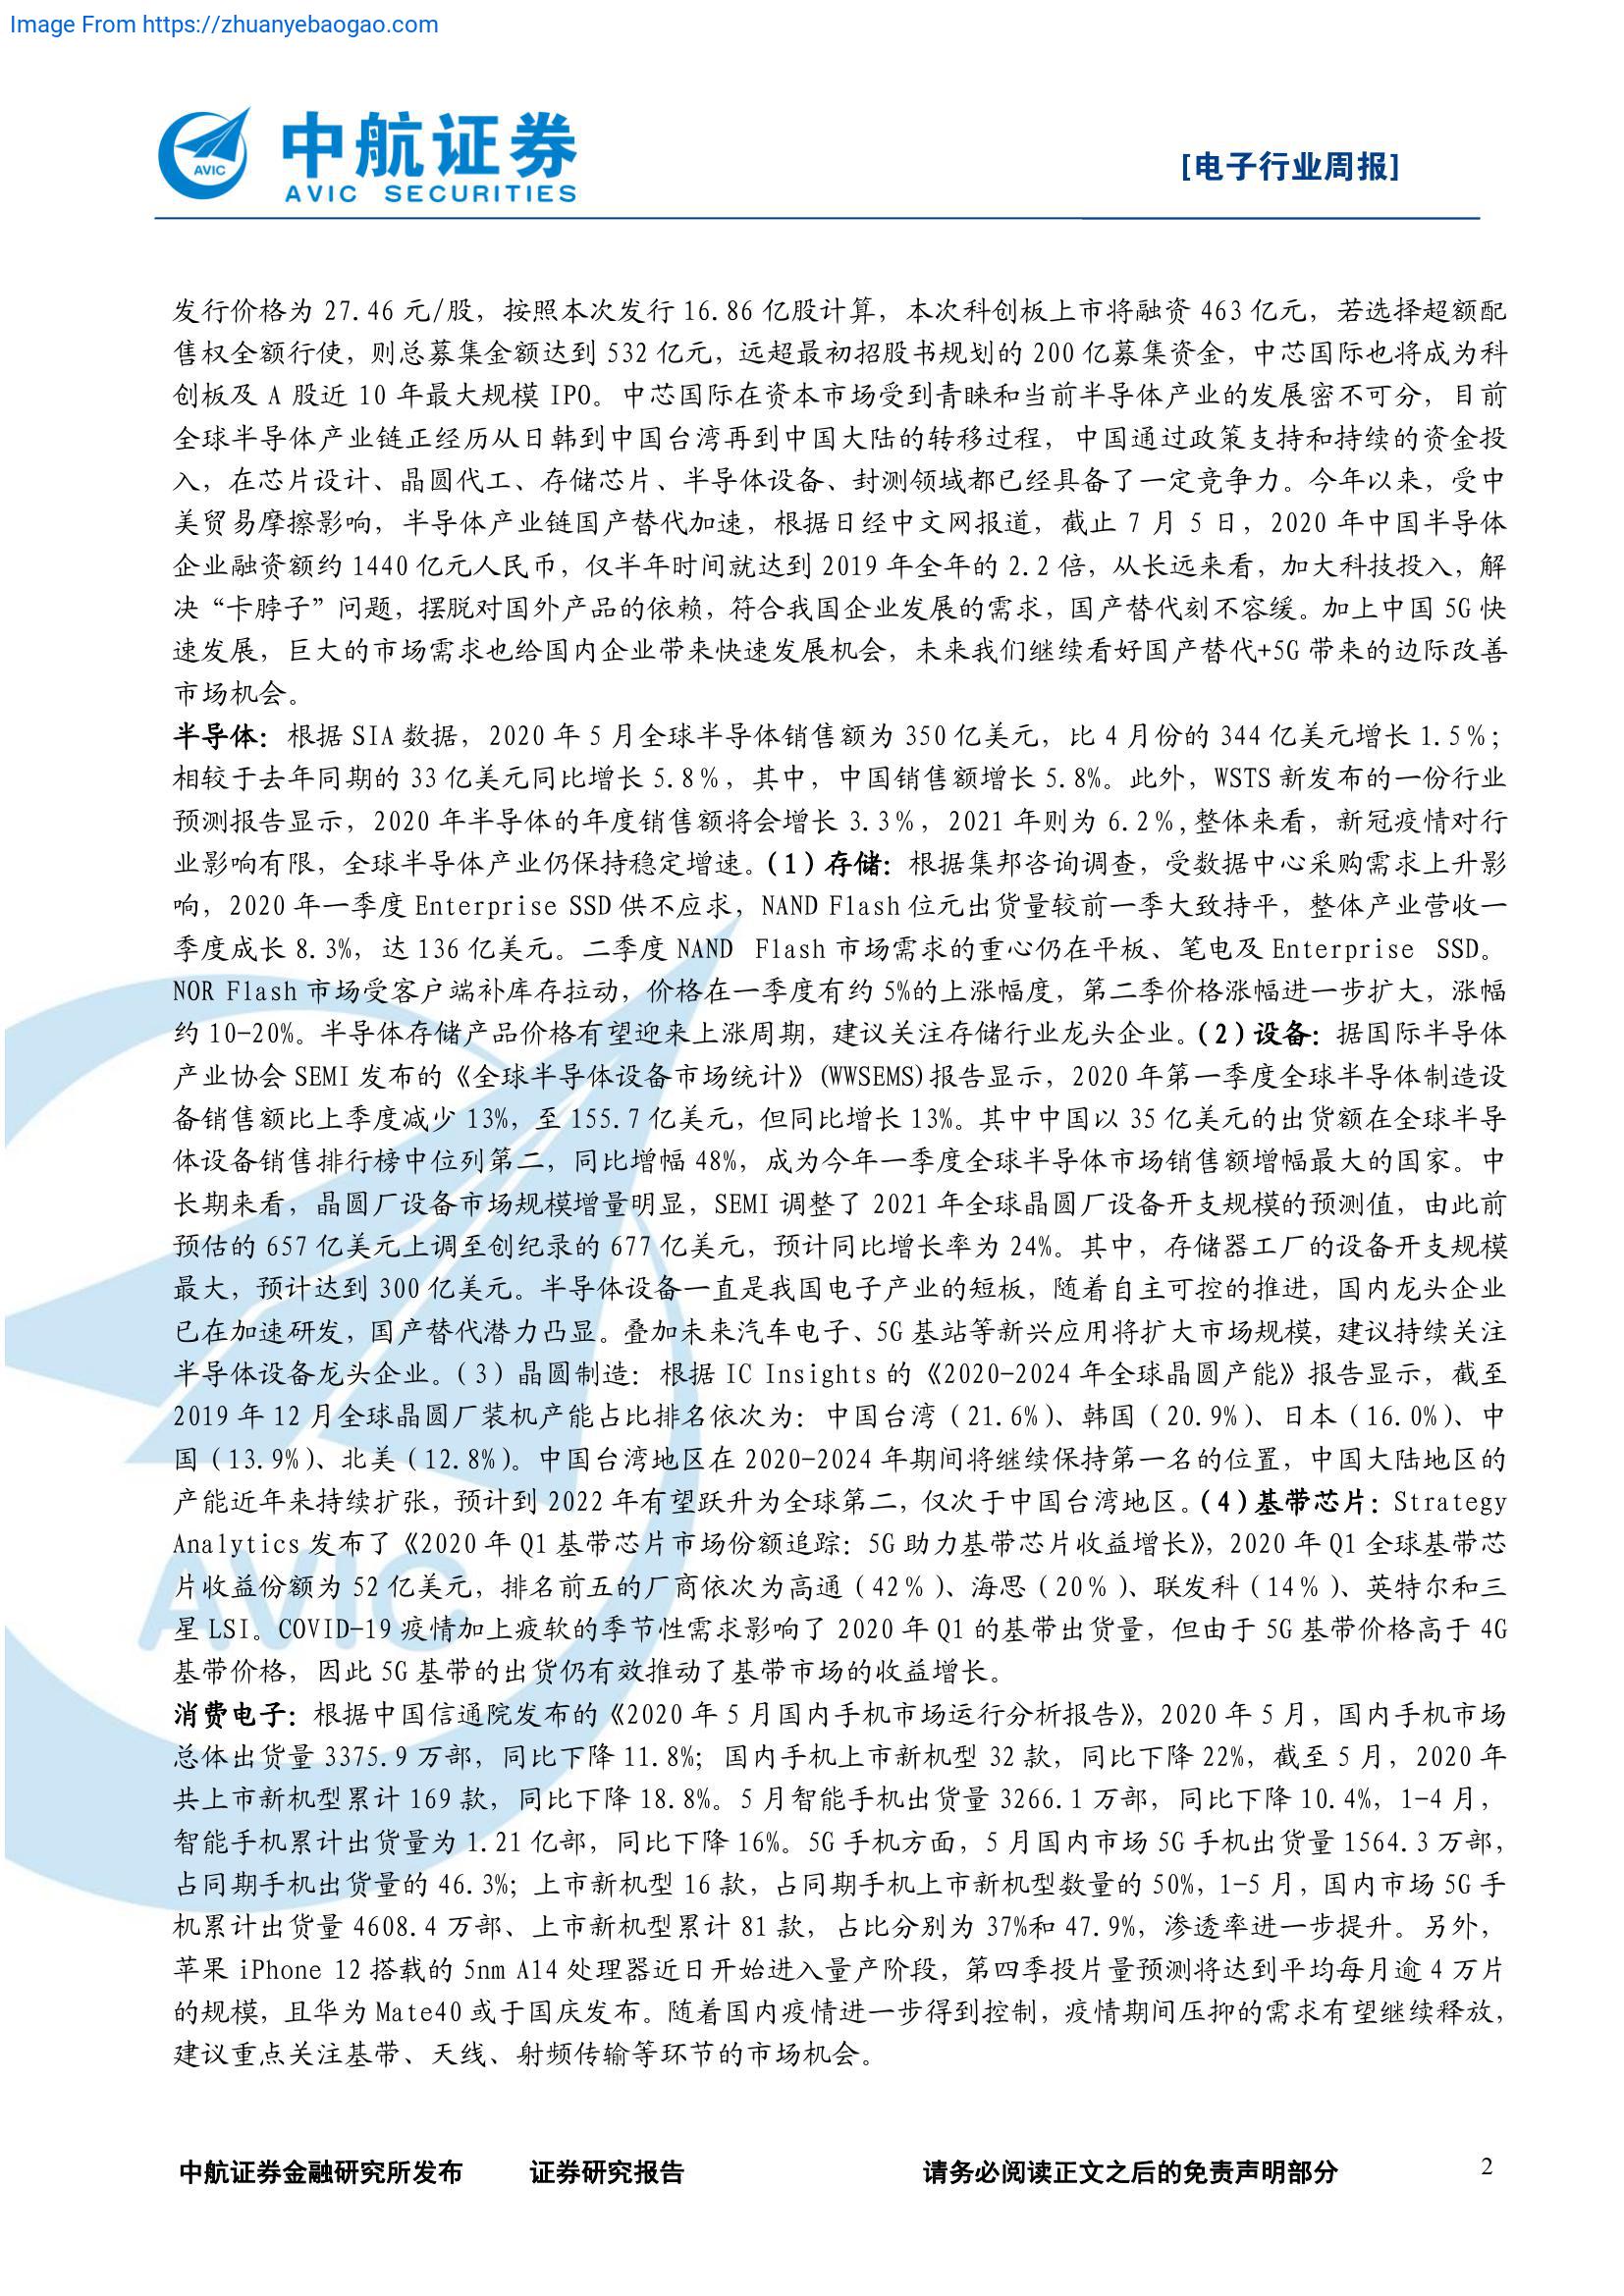 Image From https://zhuanyebaogao.com
中航证券
AVIC SECURITIES
AVIC
[电子行业周报]
发行价格为 27.46 元/股，按照本次发行 16.86 亿股计算，本次科创板上市将融资 463 亿元，若选择超额配
售权全额行使，则总募集金额达到 532 亿元，远超最初招股书规划的 200 亿募集资金，中芯国际也将成为科
创板及 A 股近 10 年最大规模 IPO。中芯国际在资本市场受到青睐和当前半导体产业的发展密不可分，目前
全球半导体产业链正经历从日韩到中国台湾再到中国大陆的转移过程，中国通过政策支持和持续的资金投
入，在芯片设计、晶圆代工、存储芯片、半导体设备、封测领域都已经具备了一定竞争力。今年以来，受中
美贸易摩擦影响，半导体产业链国产替代加速，根据日经中文网报道，截止 7 月 5 日，2020 年中国半导体
企业融资额约 1440 亿元人民币，仅半年时间就达到 2019 年全年的 2.2 倍，从长远来看，加大科技投入，解
决“卡脖子”问题，摆脱对国外产品的依赖，符合我国企业发展的需求，国产替代刻不容缓。加上中国 5G 快
速发展，巨大的市场需求也给国内企业带来快速发展机会，未来我们继续看好国产替代+5G 带来的边际改善
市场机会。
半导体：根据 SIA 数据，2020 年 5 月全球半导体销售额为 350 亿美元，比 4 月份的 344 亿美元增长 1.5％；
相较于去年同期的 33 亿美元同比增长 5.8％，其中，中国销售额增长 5.8%。此外，WSTS 新发布的一份行业
预测报告显示，2020 年半导体的年度销售额将会增长 3.3％，2021 年则为 6.2％,整体来看，新冠疫情对行
业影响有限，全球半导体产业仍保持稳定增速。（1）存储：根据集邦咨询调查，受数据中心采购需求上升影
响，2020 年一季度 Enterprise SSD 供不应求，NAND Flash 位元出货量较前一季大致持平，整体产业营收一
季度成长 8.3%，达 136 亿美元。二季度 NAND Flash 市场需求的重心仍在平板、笔电及 Enterprise SSD。
NOR Flash 市场受客户端补库存拉动，价格在一季度有约 5%的上涨幅度，第二季价格涨幅进一步扩大，涨幅
约 10-20%。半导体存储产品价格有望迎来上涨周期，建议关注存储行业龙头企业。（2）设备：据国际半导体
产业协会 SEMI 发布的《全球半导体设备市场统计》(WWSEMS)报告显示，2020 年第一季度全球半导体制造设
备销售额比上季度减少 13%，至 155.7 亿美元，但同比增长 13%。其中中国以 35 亿美元的出货额在全球半导
体设备销售排行榜中位列第二，同比增幅 48%，成为今年一季度全球半导体市场销售额增幅最大的国家。中
长期来看，晶圆厂设备市场规模增量明显，SEMI 调整了 2021 年全球晶圆厂设备开支规模的预测值，由此前
预估的 657 亿美元上调至创纪录的 677 亿美元，预计同比增长率为 24%。其中，存储器工厂的设备开支规模
最大，预计达到 300 亿美元。半导体设备一直是我国电子产业的短板，随着自主可控的推进，国内龙头企业
已在加速研发，国产替代潜力凸显。叠加未来汽车电子、5G 基站等新兴应用将扩大市场规模，建议持续关注
半导体设备龙头企业。（3）晶圆制造：根据 IC Insights 的《2020-2024 年全球晶圆产能》报告显示，截至
2019 年 12 月全球晶圆厂装机产能占比排名依次为：中国台湾（21.6%）、韩国（20.9%）、日本（16.0%）、中
国（13.9%）、北美（12.8%）。中国台湾地区在 2020-2024 年期间将继续保持第一名的位置，中国大陆地区的
产能近年来持续扩张，预计到 2022 年有望跃升为全球第二，仅次于中国台湾地区。（4）基带芯片：Strategy
Analytics 发布了《2020 年 Q1 基带芯片市场份额追踪：5G 助力基带芯片收益增长》，2020 年 Q1 全球基带芯
片收益份额为 52 亿美元，排名前五的厂商依次为高通（42％）、海思（20％）、联发科（14％）、英特尔和三
星 LSI。COVID-19 疫情加上疲软的季节性需求影响了 2020 年 Q1 的基带出货量，但由于 5G 基带价格高于 4G
基带价格，因此 5G 基带的出货仍有效推动了基带市场的收益增长。
消费电子：根据中国信通院发布的《2020 年 5 月国内手机市场运行分析报告》，2020 年 5 月，国内手机市场
总体出货量 3375.9 万部，同比下降 11.8%；国内手机上市新机型 32 款，同比下降 22%，截至 5 月，2020 年
共上市新机型累计 169 款，同比下降 18.8%。5 月智能手机出货量 3266.1 万部，同比下降 10.4%，1-4 月，
智能手机累计出货量为 1.21 亿部，同比下降 16%。5G 手机方面，5 月国内市场 5G 手机出货量 1564.3 万部，
占同期手机出货量的 46.3%；上市新机型 16 款，占同期手机上市新机型数量的 50%，1-5 月，国内市场 5G 手
机累计出货量 4608.4 万部、上市新机型累计 81 款，占比分别为 37%和 47.9%，渗透率进一步提升。另外，
苹果 iPhone 12 搭载的 5nm A14 处理器近日开始进入量产阶段，第四季投片量预测将达到平均每月逾 4 万片
的规模，且华为 Mate40 或于国庆发布。随着国内疫情进一步得到控制，疫情期间压抑的需求有望继续释放，
建议重点关注基带、天线、射频传输等环节的市场机会。
AVIC
中航证券金融研究所发布 证券研究报告 请务必阅读正文之后的免责声明部分 2